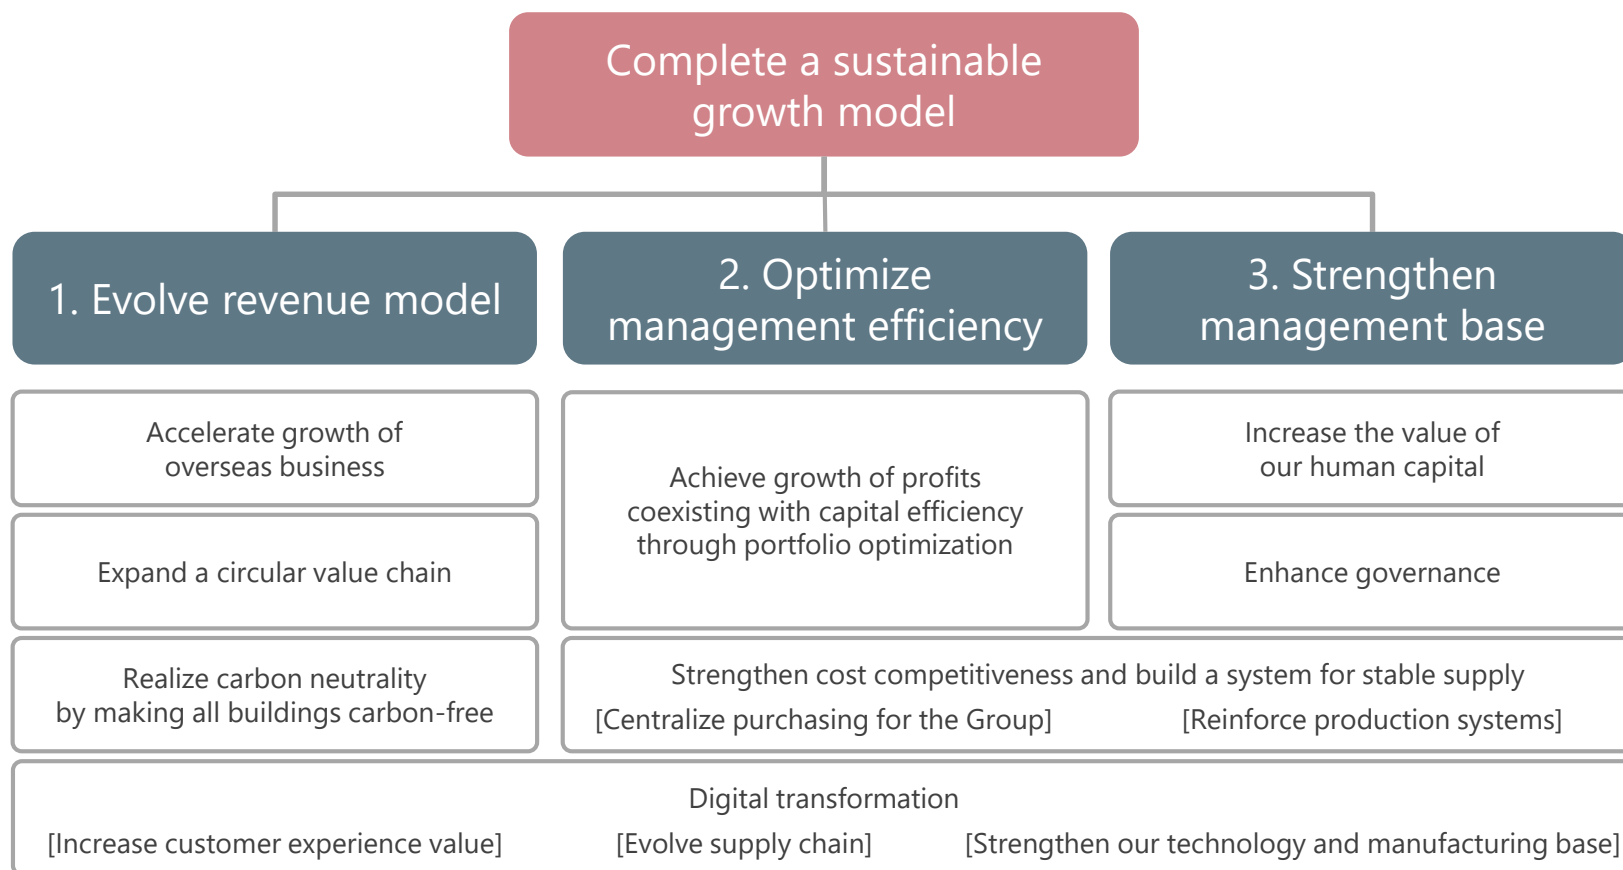 Complete a sustainable
growth model
1. Evolve revenue model
2. Optimize
management efficiency
3. Strengthen
management base
Accelerate growth of
overseas business
Expand a circular value chain
Realize carbon neutrality
by making all buildings carbon-free
Achieve growth of profits
coexisting with capital efficiency
through portfolio optimization
Increase the value of
our human capital
Enhance governance
Strengthen cost competitiveness and build a system for stable supply
[Centralize purchasing for the Group] [Reinforce production systems]
Digital transformation
[Increase customer experience value] [Evolve supply chain] [Strengthen our technology and manufacturing base]